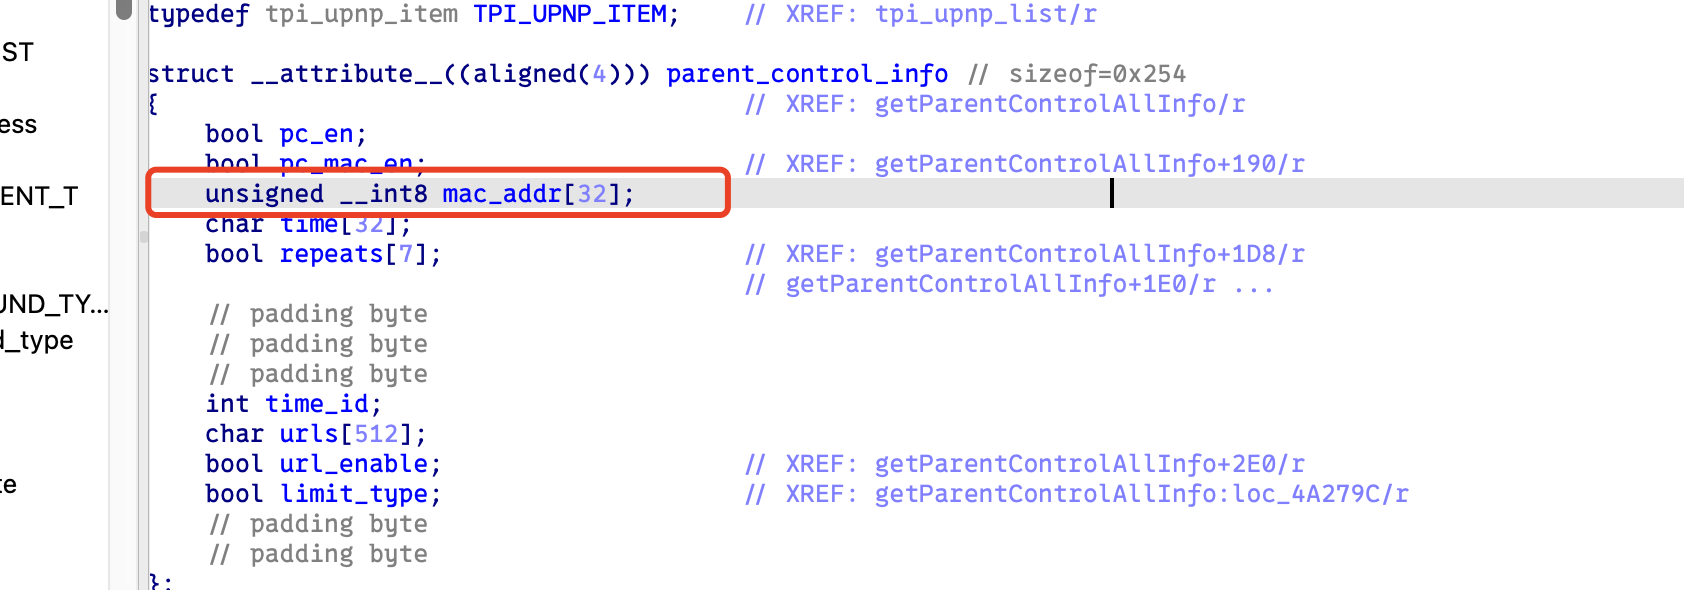 typedef tpi_upnp_item TPI_UPNP_ITEM; // XREF: tpi_upnp_list/r
ST
struct __attribute__((aligned(4))) parent_control_info // sizeof=0x254
{ // XREF: getParentControlAllInfo/r
ess
bool pc_en;
bool pc_mac_en; // XREF: getParentControlAllInfo+190/r
ENT_T
unsigned __int8 mac_addr[32];
char time[32];
bool repeats[7]; // XREF: getParentControlAllInfo+1D8/r
// getParentControlAllInfo+1E0/r ...
UND_TY...
// padding byte
d_type
// padding byte
// padding byte
int time_id;
char urls[512];
bool url_enable; // XREF: getParentControlAllInfo+2E0/r
te
bool limit_type; // XREF: getParentControlAllInfo:loc_4A279C/r
// padding byte
// padding byte
};